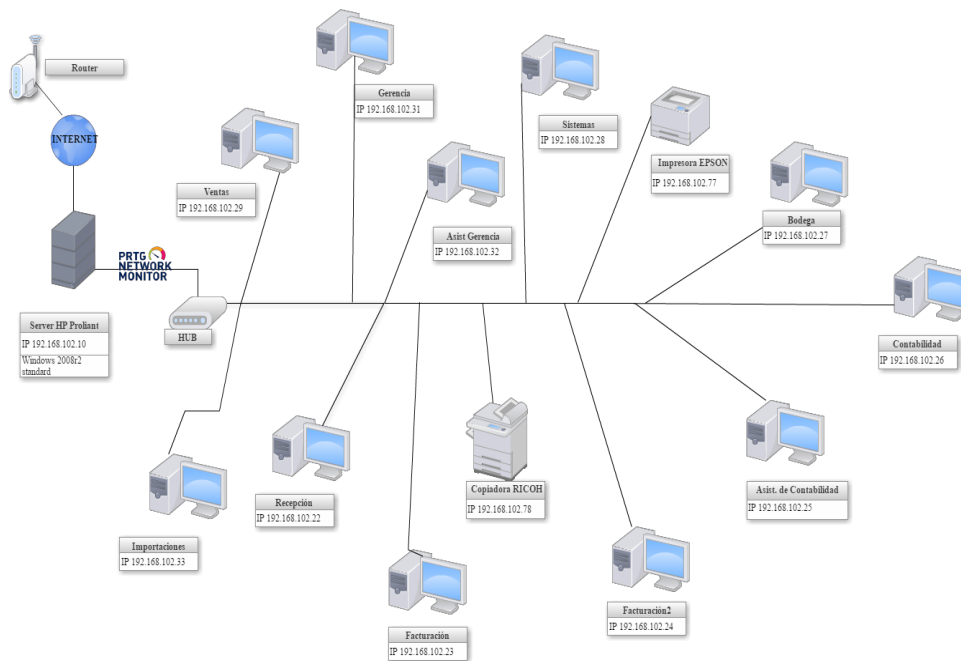 Router
INTERNET
Gerencia
IP 192.168.102.31
Sistemas
IP 192.168.102.28
Impresora EPSON
IP 192.168.102.77
Ventas
IP 192.168.102.29
Asist Gerencia
IP 192.168.102.32
Bodega
IP 192.168.102.27
PRTG
NETWORK
MONITOR
Server HP Proliant
IP 192.168.102.10
Windows 2008r2
standard
HUB
Contabilidad
IP 192.168.102.26
Importaciones
IP 192.168.102.33
Recepción
IP 192.168.102.22
Copiadora RICOH
IP 192.168.102.78
Asist. de Contabilidad
IP 192.168.102.25
Facturación
IP 192.168.102.23
Facturación2
IP 192.168.102.24